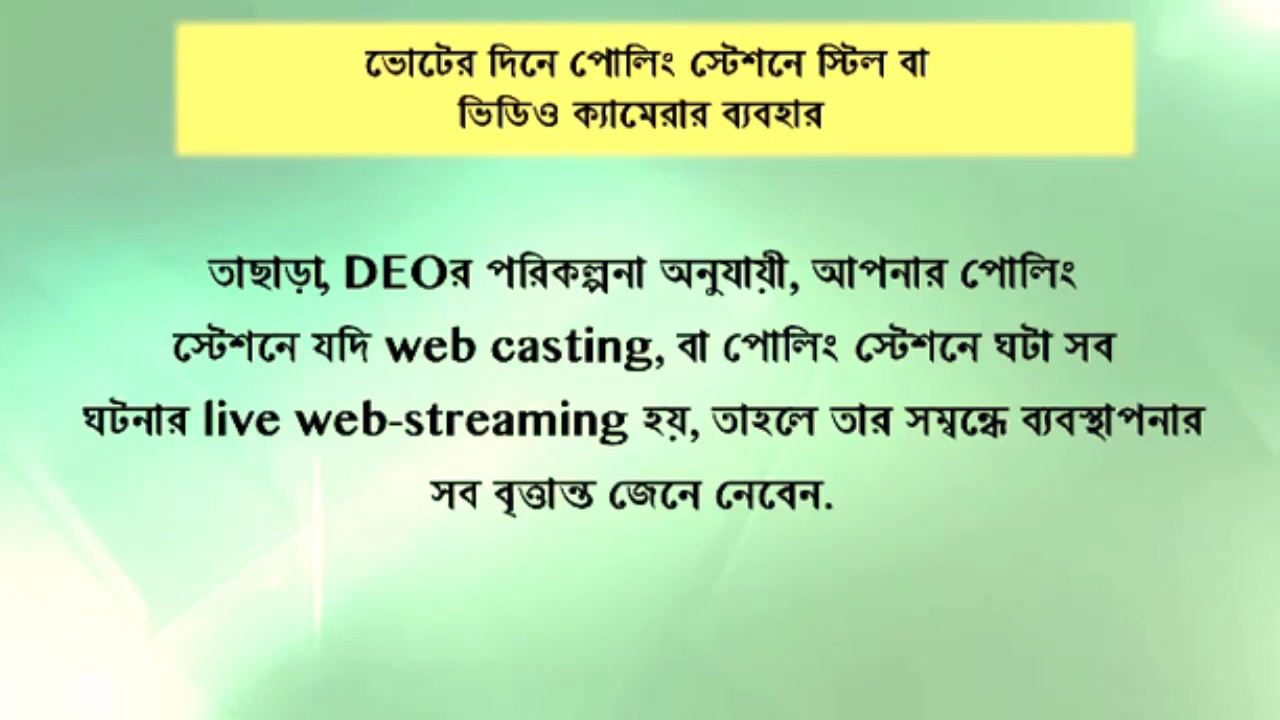 ভোটের দিনে পোলিং স্টেশনে স্টিল বা
ভিডিও ক্যামেরার ব্যবহার
তাছাড়া, DEOর পরিকল্পনা অনুযায়ী, আপনার পোলিং
স্টেশনে যদি web casting, বা পোলিং স্টেশনে ঘটা সব
ঘটনার live web-streaming হয়, তাহলে তার সম্বন্ধে ব্যবস্থাপনার
সব বৃত্তান্ত জেনে নেবেন.